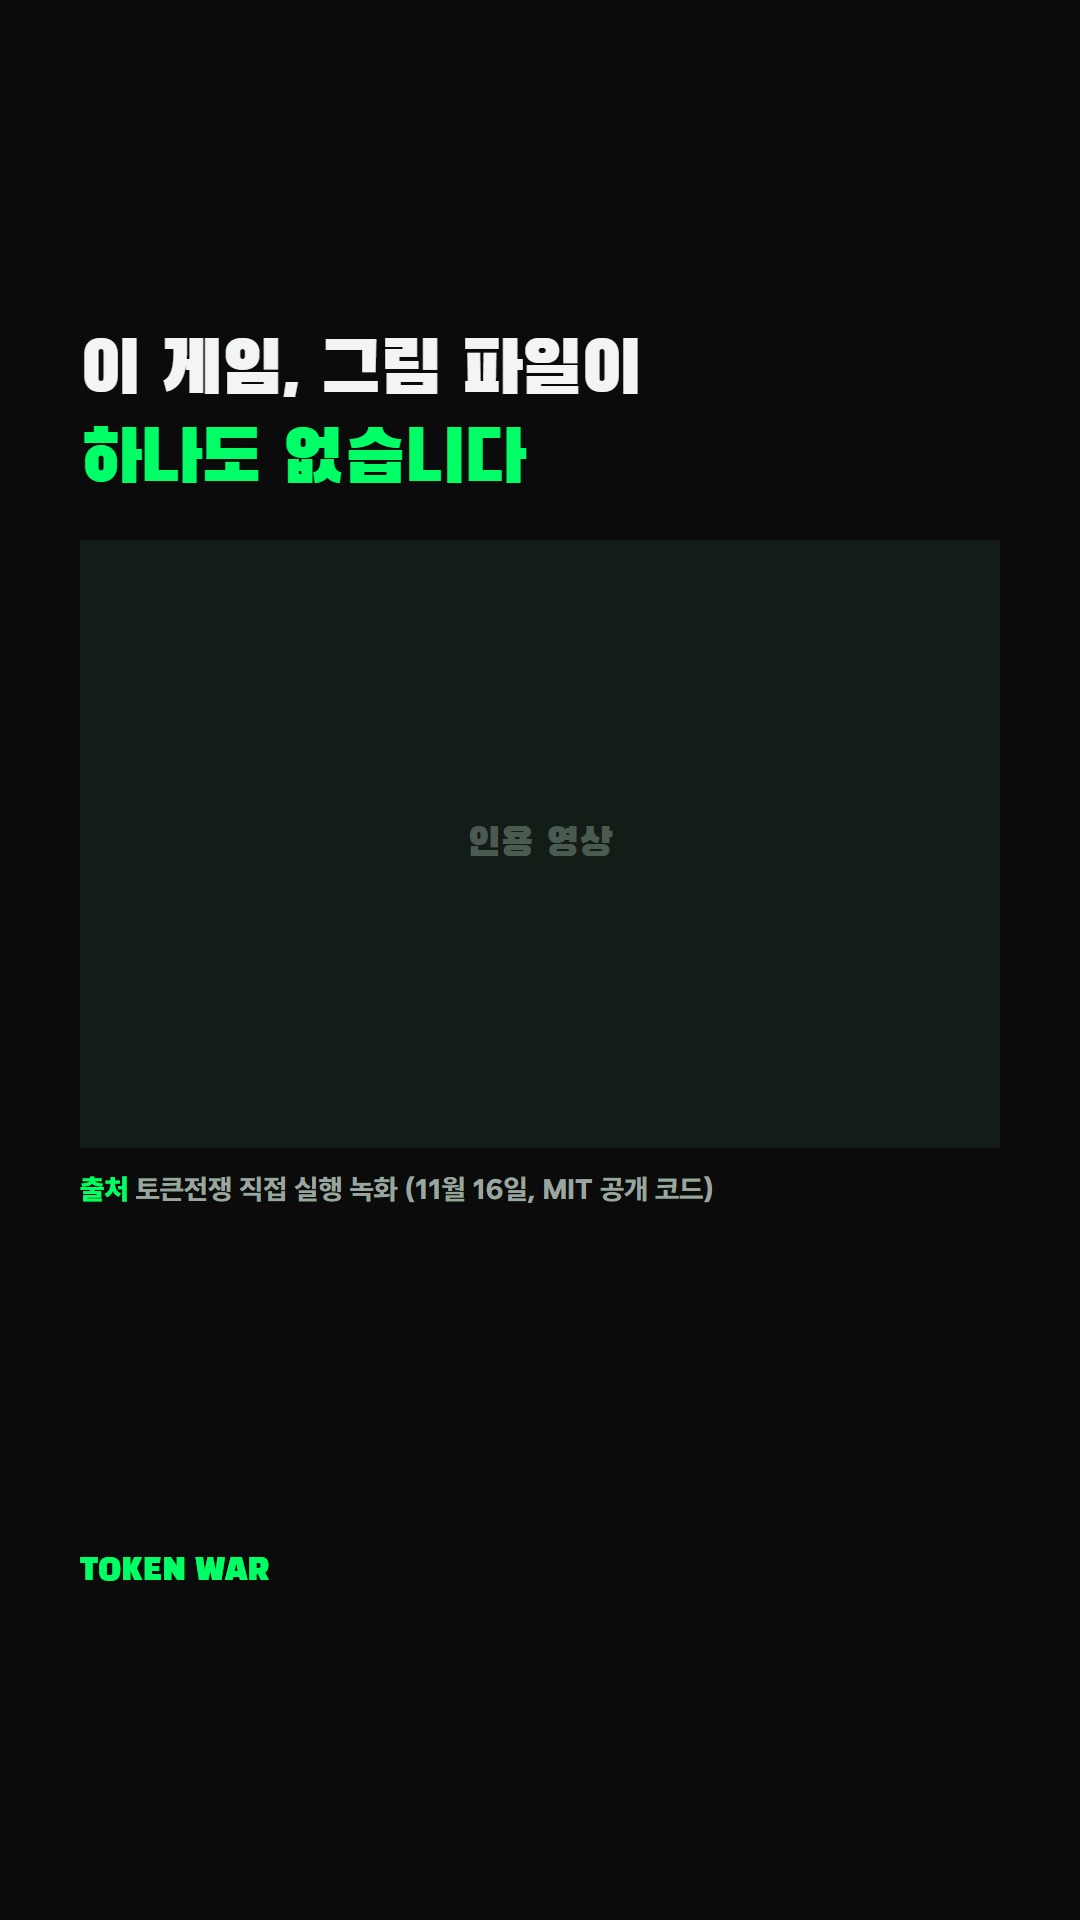 이 게임, 그림 파일이
하나도 없습니다
인용 영상
출처 토큰전쟁 직접 실행 녹화 (11월 16일, MIT 공개 코드)
TOKEN WAR